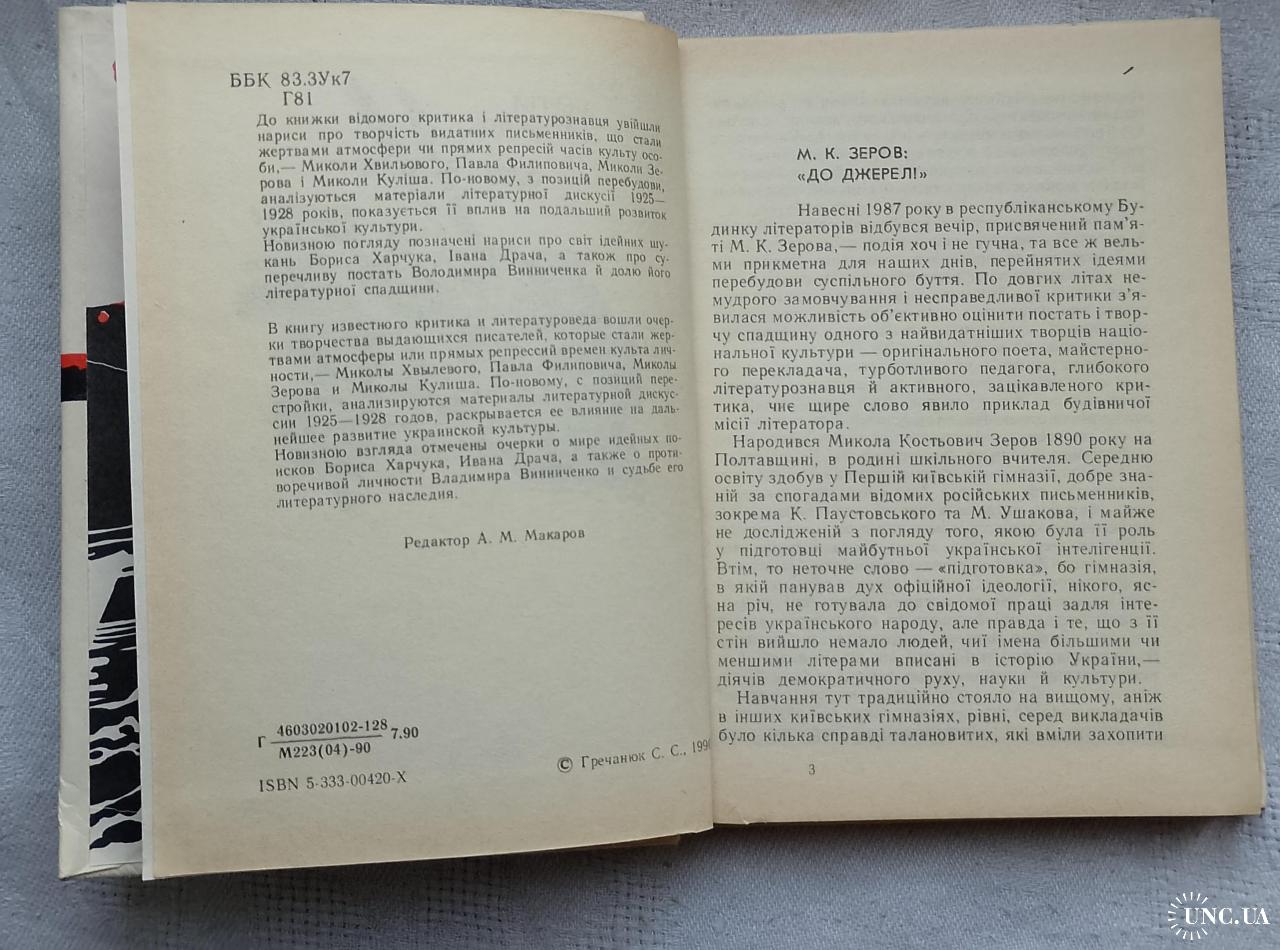 ББК 83.3Ук7
Г81
До книжки відомого критика і літературознавця увійшли
нариси про творчість видатних письменників, що стали
жертвами атмосфери чи прямих репресій часів культу осо-
би,— Миколи Хвильового, Павла Филиповича, Миколи Зе-
рова і Миколи Куліша. По-новому, з позицій перебудови,
аналізуються матеріали літературної дискусії 1925—
1928 років, показується її вплив на подальший розвиток
української культури.
Новизною погляду позначені нариси про світ ідейних шу-
кань Бориса Харчука, Івана Драча, а також про су-
перечливу постать Володимира Винниченка й долю його
літературної спадщини.
В книгу известного критика и литературоведа вошли очер-
ки творчества выдающихся писателей, которые стали жер-
твами атмосферы или прямых репрессий времен культа лич-
ности,— Миколы Хвылевого, Павла Филиповича, Миколы
Зерова и Миколы Кулиша. По-новому, с позиций пере-
стройки, анализируются материалы литературной дискус-
сии 1925—1928 годов, раскрывается ее влияние на даль-
нейшее развитие украинской культуры.
Новизною взгляда отмечены очерки о мире идейных по-
исков Бориса Харчука, Ивана Драча, а также о проти-
воречивой личности Владимира Винниченко и судьбе его
литературного наследия.
Редактор А. М. Макаров
Г 4603020102-128 7.90
М223(04)-90
ISBN 5-333-00420-X
© Гречанюк С. С., 1990
М. К. ЗЕРОВ:
«ДО ДЖЕРЕЛ!»
Навесні 1987 року в республіканському Бу-
динку літераторів відбувся вечір, присвячений пам'я-
ті М. К. Зерова,— подія хоч і не гучна, та все ж вель-
ми прикметна для наших днів, перейнятих ідеями
перебудови суспільного буття. По довгих літах не-
мудрого замовчування і несправедливої критики з'я-
вилася можливість об'єктивно оцінити постать і твор-
чу спадщину одного з найвидатніших творців націо-
нальної культури — оригінального поета, майстерно-
го перекладача, турботливого педагога, глибокого
літературознавця й активного, зацікавленого кри-
тика, чиє щире слово явило приклад будівничої
місії літератора.
Народився Микола Костьович Зеров 1890 року на
Полтавщині, в родині шкільного вчителя. Середню
освіту здобув у Першій київській гімназії, добре зна-
ній за спогадами відомих російських письменників,
зокрема К. Паустовського та М. Ушакова, і майже
не дослідженій з погляду того, якою була її роль
у підготовці майбутньої української інтелігенції.
Втім, то неточне слово — «підготовка», бо гімназія,
в якій панував дух офіційної ідеології, нікого, яс-
на річ, не готувала до свідомої праці задля інте-
ресів українського народу, але правда і те, що з її
стін вийшло немало людей, чиї імена більшими чи
меншими літерами вписані в історію України,—
діячів демократичного руху, науки й культури.
Навчання тут традиційно стояло на вищому, аніж
в інших київських гімназіях, рівні, серед викладачів
було кілька справді талановитих, які вміли захопити
3
UNC.UA